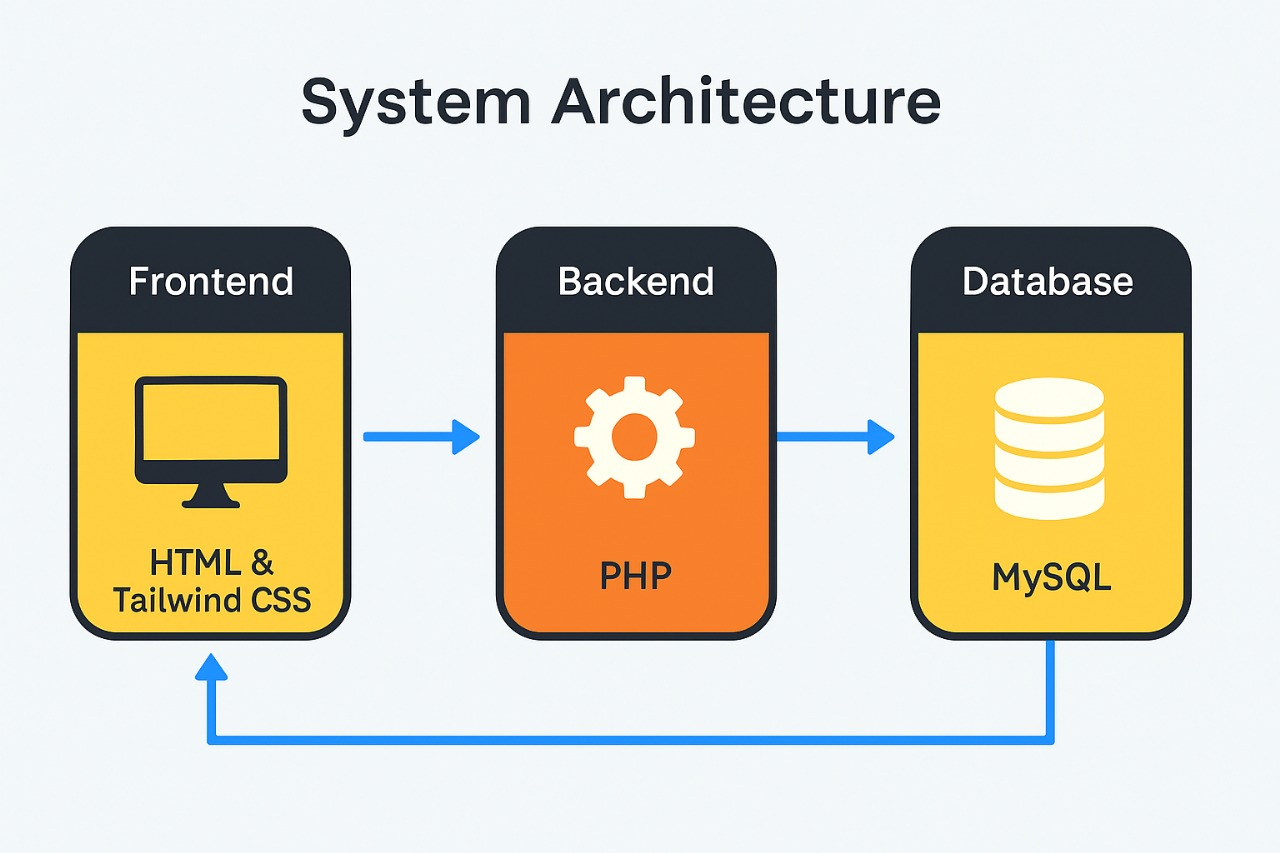 System Architecture
Frontend
HTML &
Tailwind CSS
Backend
PHP
Database
MySQL